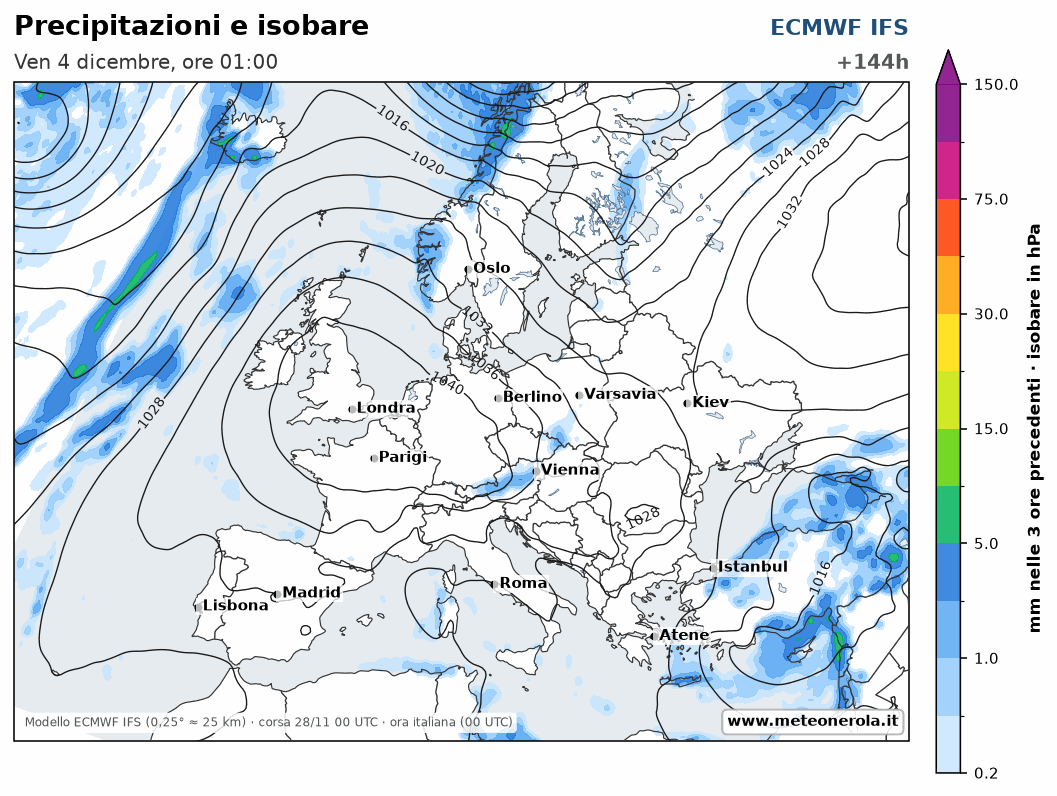 Precipitazioni e isobare
ECMWF IFS
Ven 4 dicembre, ore 01:00
+144h
150.0
75.0
30.0
15.0
5.0
1.0
0.2
mm nelle 3 ore precedenti · isobare in hPa
1016
1020
1024
1028
1032
Oslo
1032
1036
1040
1028
Berlino
Varsavia
Kiev
Londra
Parigi
Vienna
1028
Istanbul
1016
Roma
Madrid
Lisbona
Atene
Modello ECMWF IFS (0,25° ≈ 25 km) · corsa 28/11 00 UTC · ora italiana (00 UTC)
www.meteonerola.it